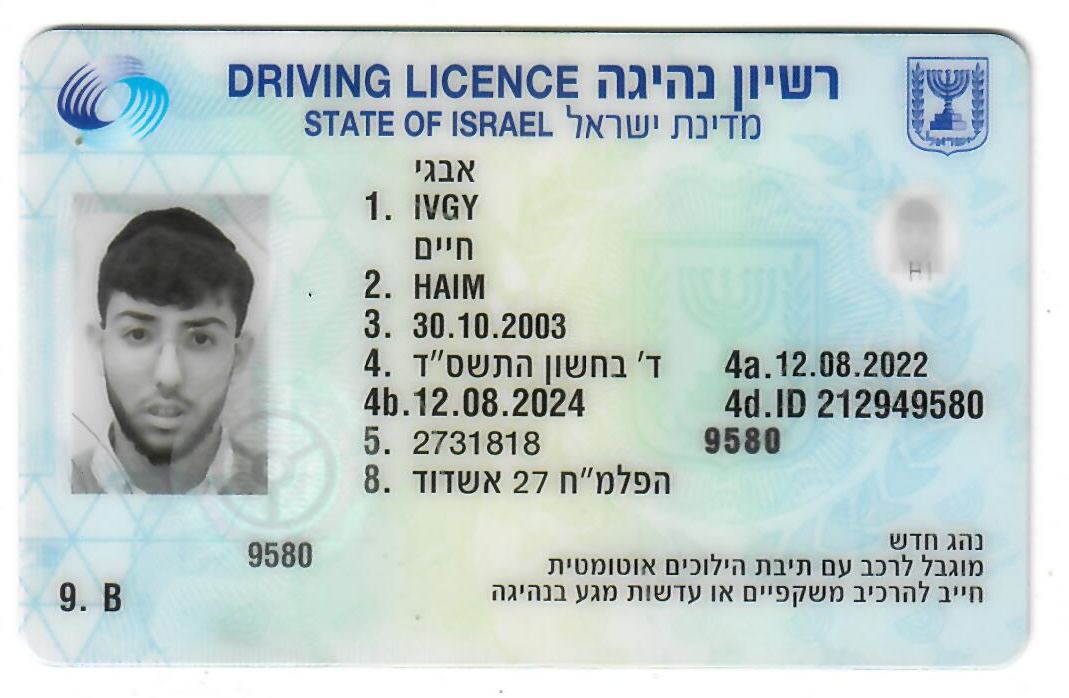 DRIVING LICENCE רשיון נהיגה
STATE OF ISRAEL מדינת ישראל
אבגי
1. IVGY
חיים
2. HAIM
3. 30.10.2003
4. ד' בחשון התשס"ד 4a.12.08.2022
4b.12.08.2024 4d.ID 212949580
5. 2731818 9580
8. הפלמ"ח 27 אשדוד
9580
9. B
נהג חדש
מוגבל לרכב עם תיבת הילוכים אוטומטית
חייב להרכיב משקפיים או עדשות מגע בנהיגה
HI
ישראל